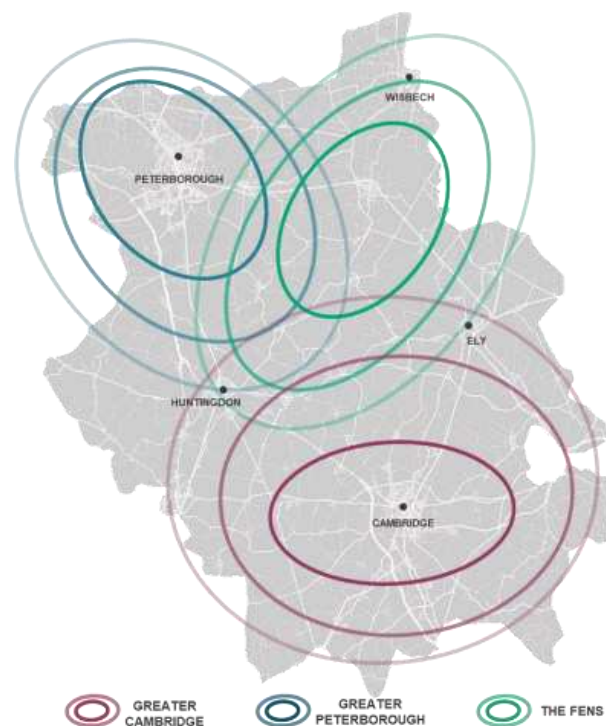 WISBECH
PETERBOROUGH
ELY
HUNTINGDON
CAMBRIDGE
GREATER
CAMBRIDGE
GREATER
PETERBOROUGH
THE FENS